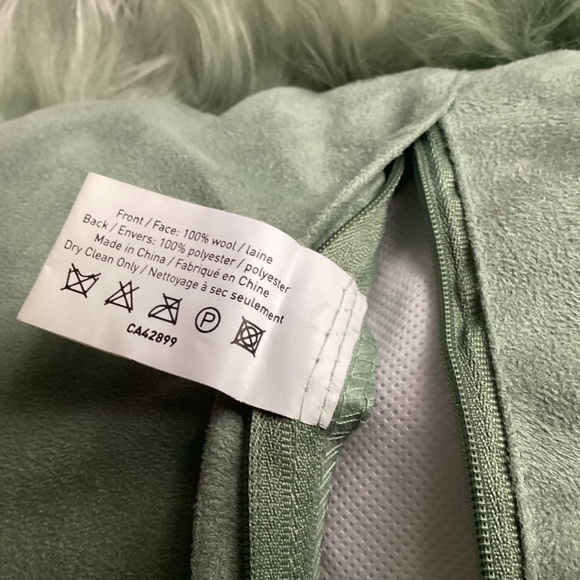 Front / Face: 100% wool / laine
Back / Envers: 100% polyester / polyester
Made in China / Fabriqué en Chine
Dry Clean Only / Nettoyage à sec seulement
P
CA42899